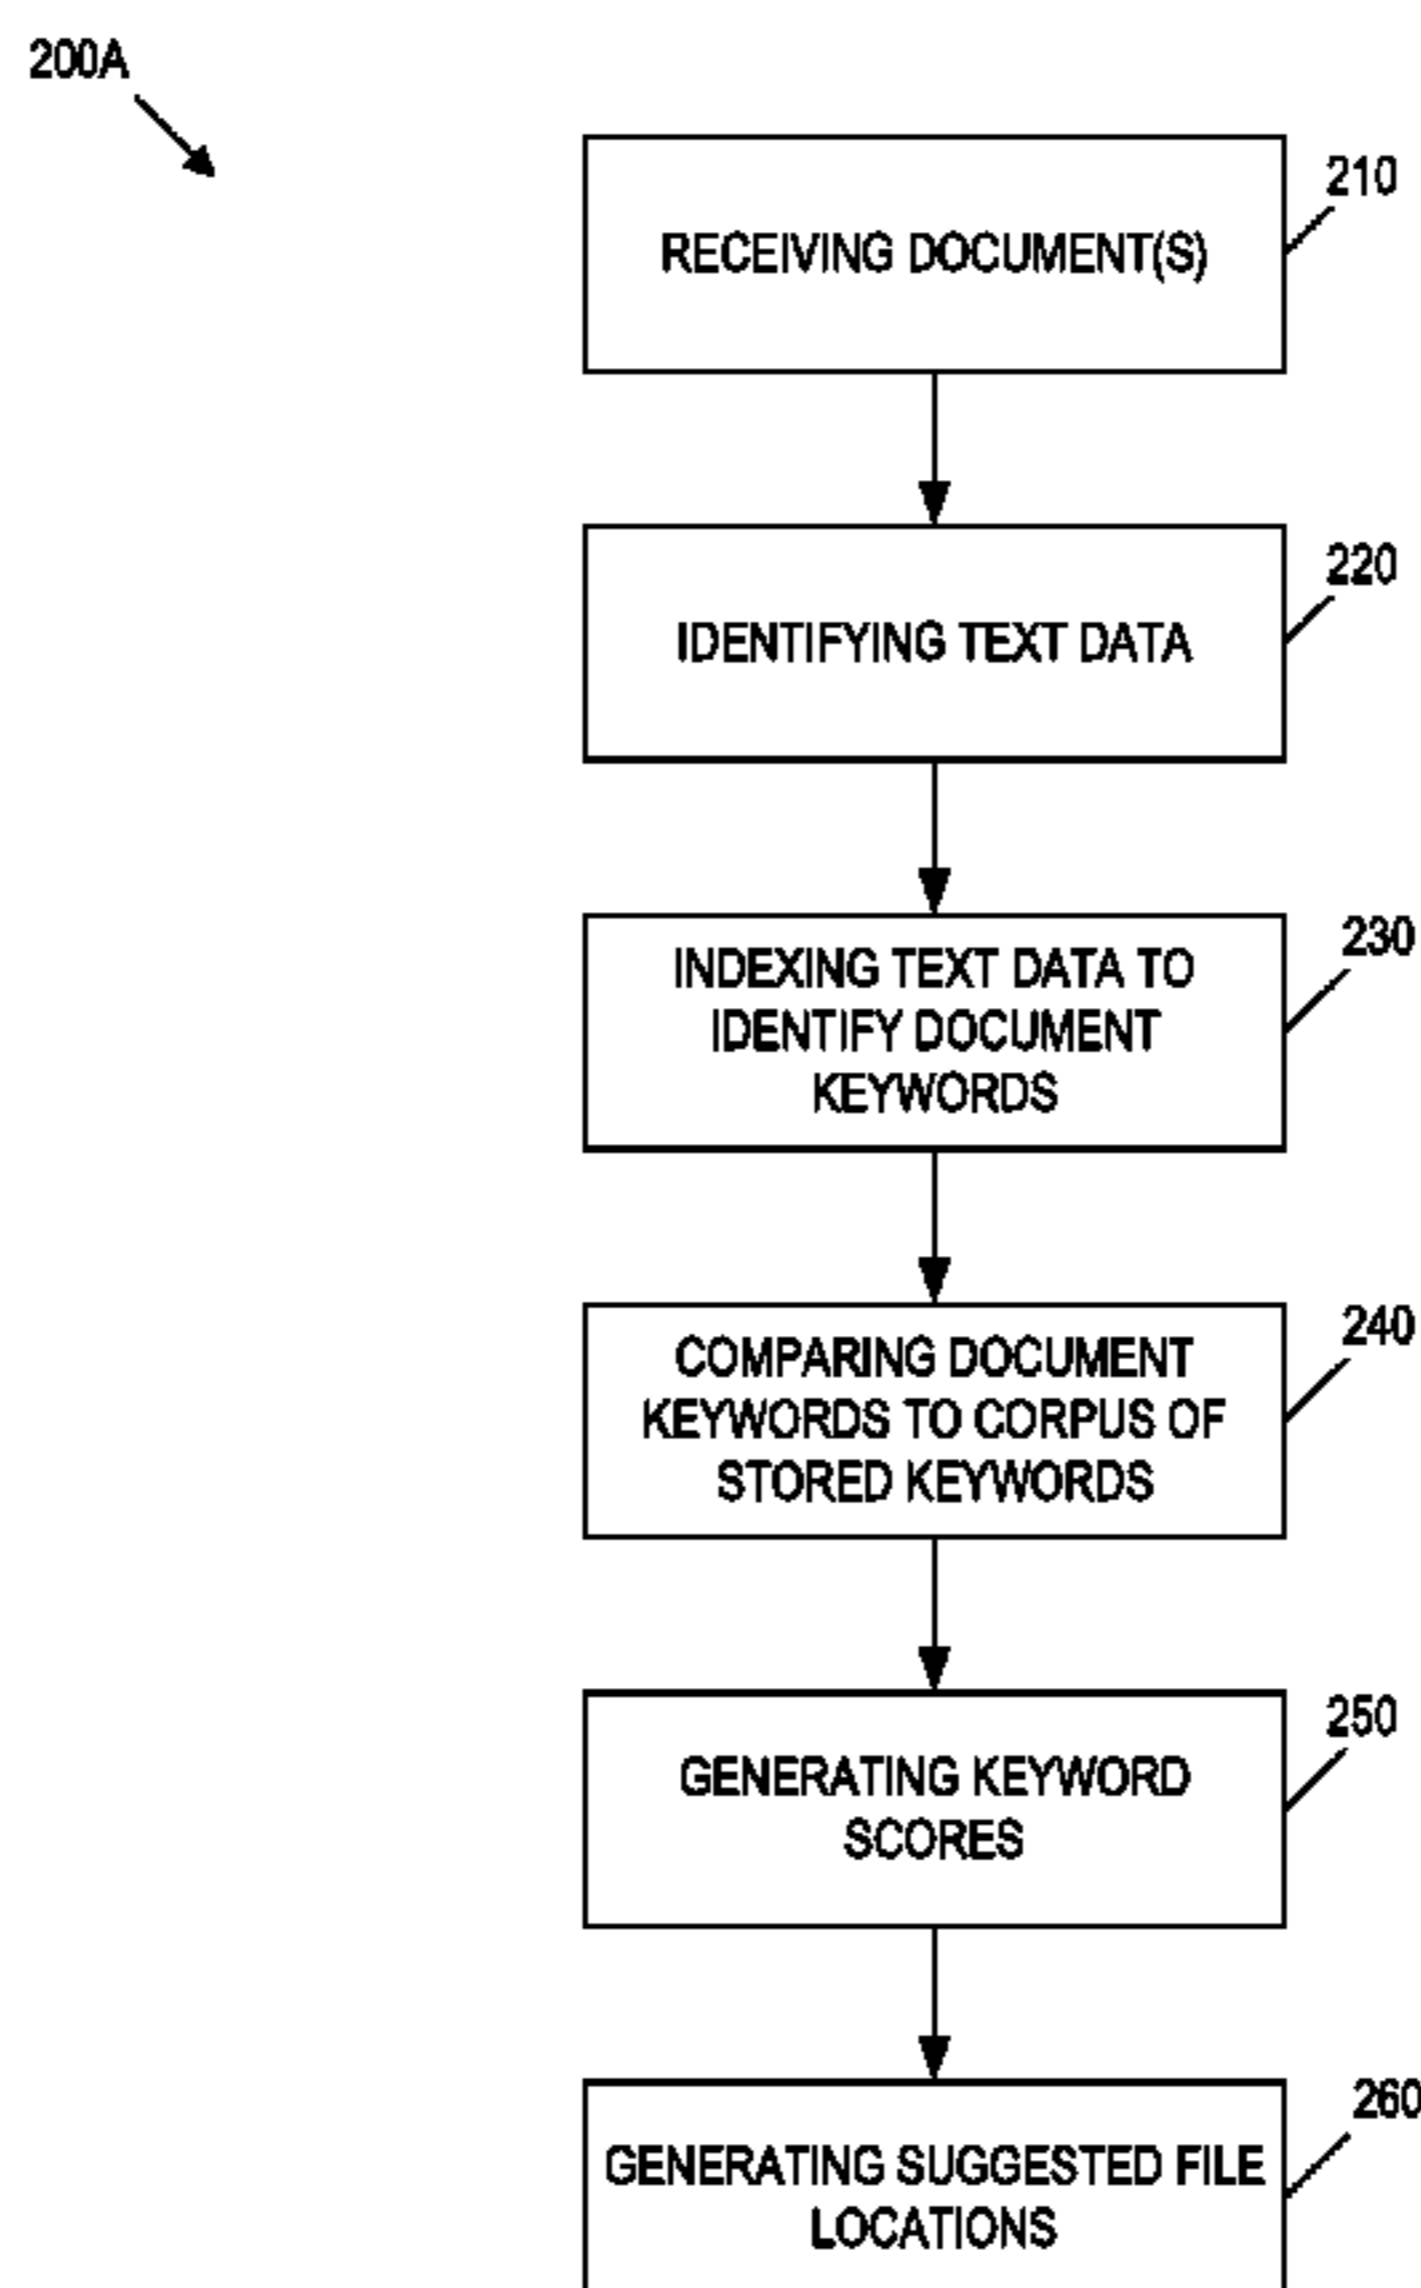 200A
210
RECEIVING DOCUMENT(S)
220
IDENTIFYING TEXT DATA
230
INDEXING TEXT DATA TO
IDENTIFY DOCUMENT
KEYWORDS
240
COMPARING DOCUMENT
KEYWORDS TO CORPUS OF
STORED KEYWORDS
250
GENERATING KEYWORD
SCORES
260
GENERATING SUGGESTED FILE
LOCATIONS